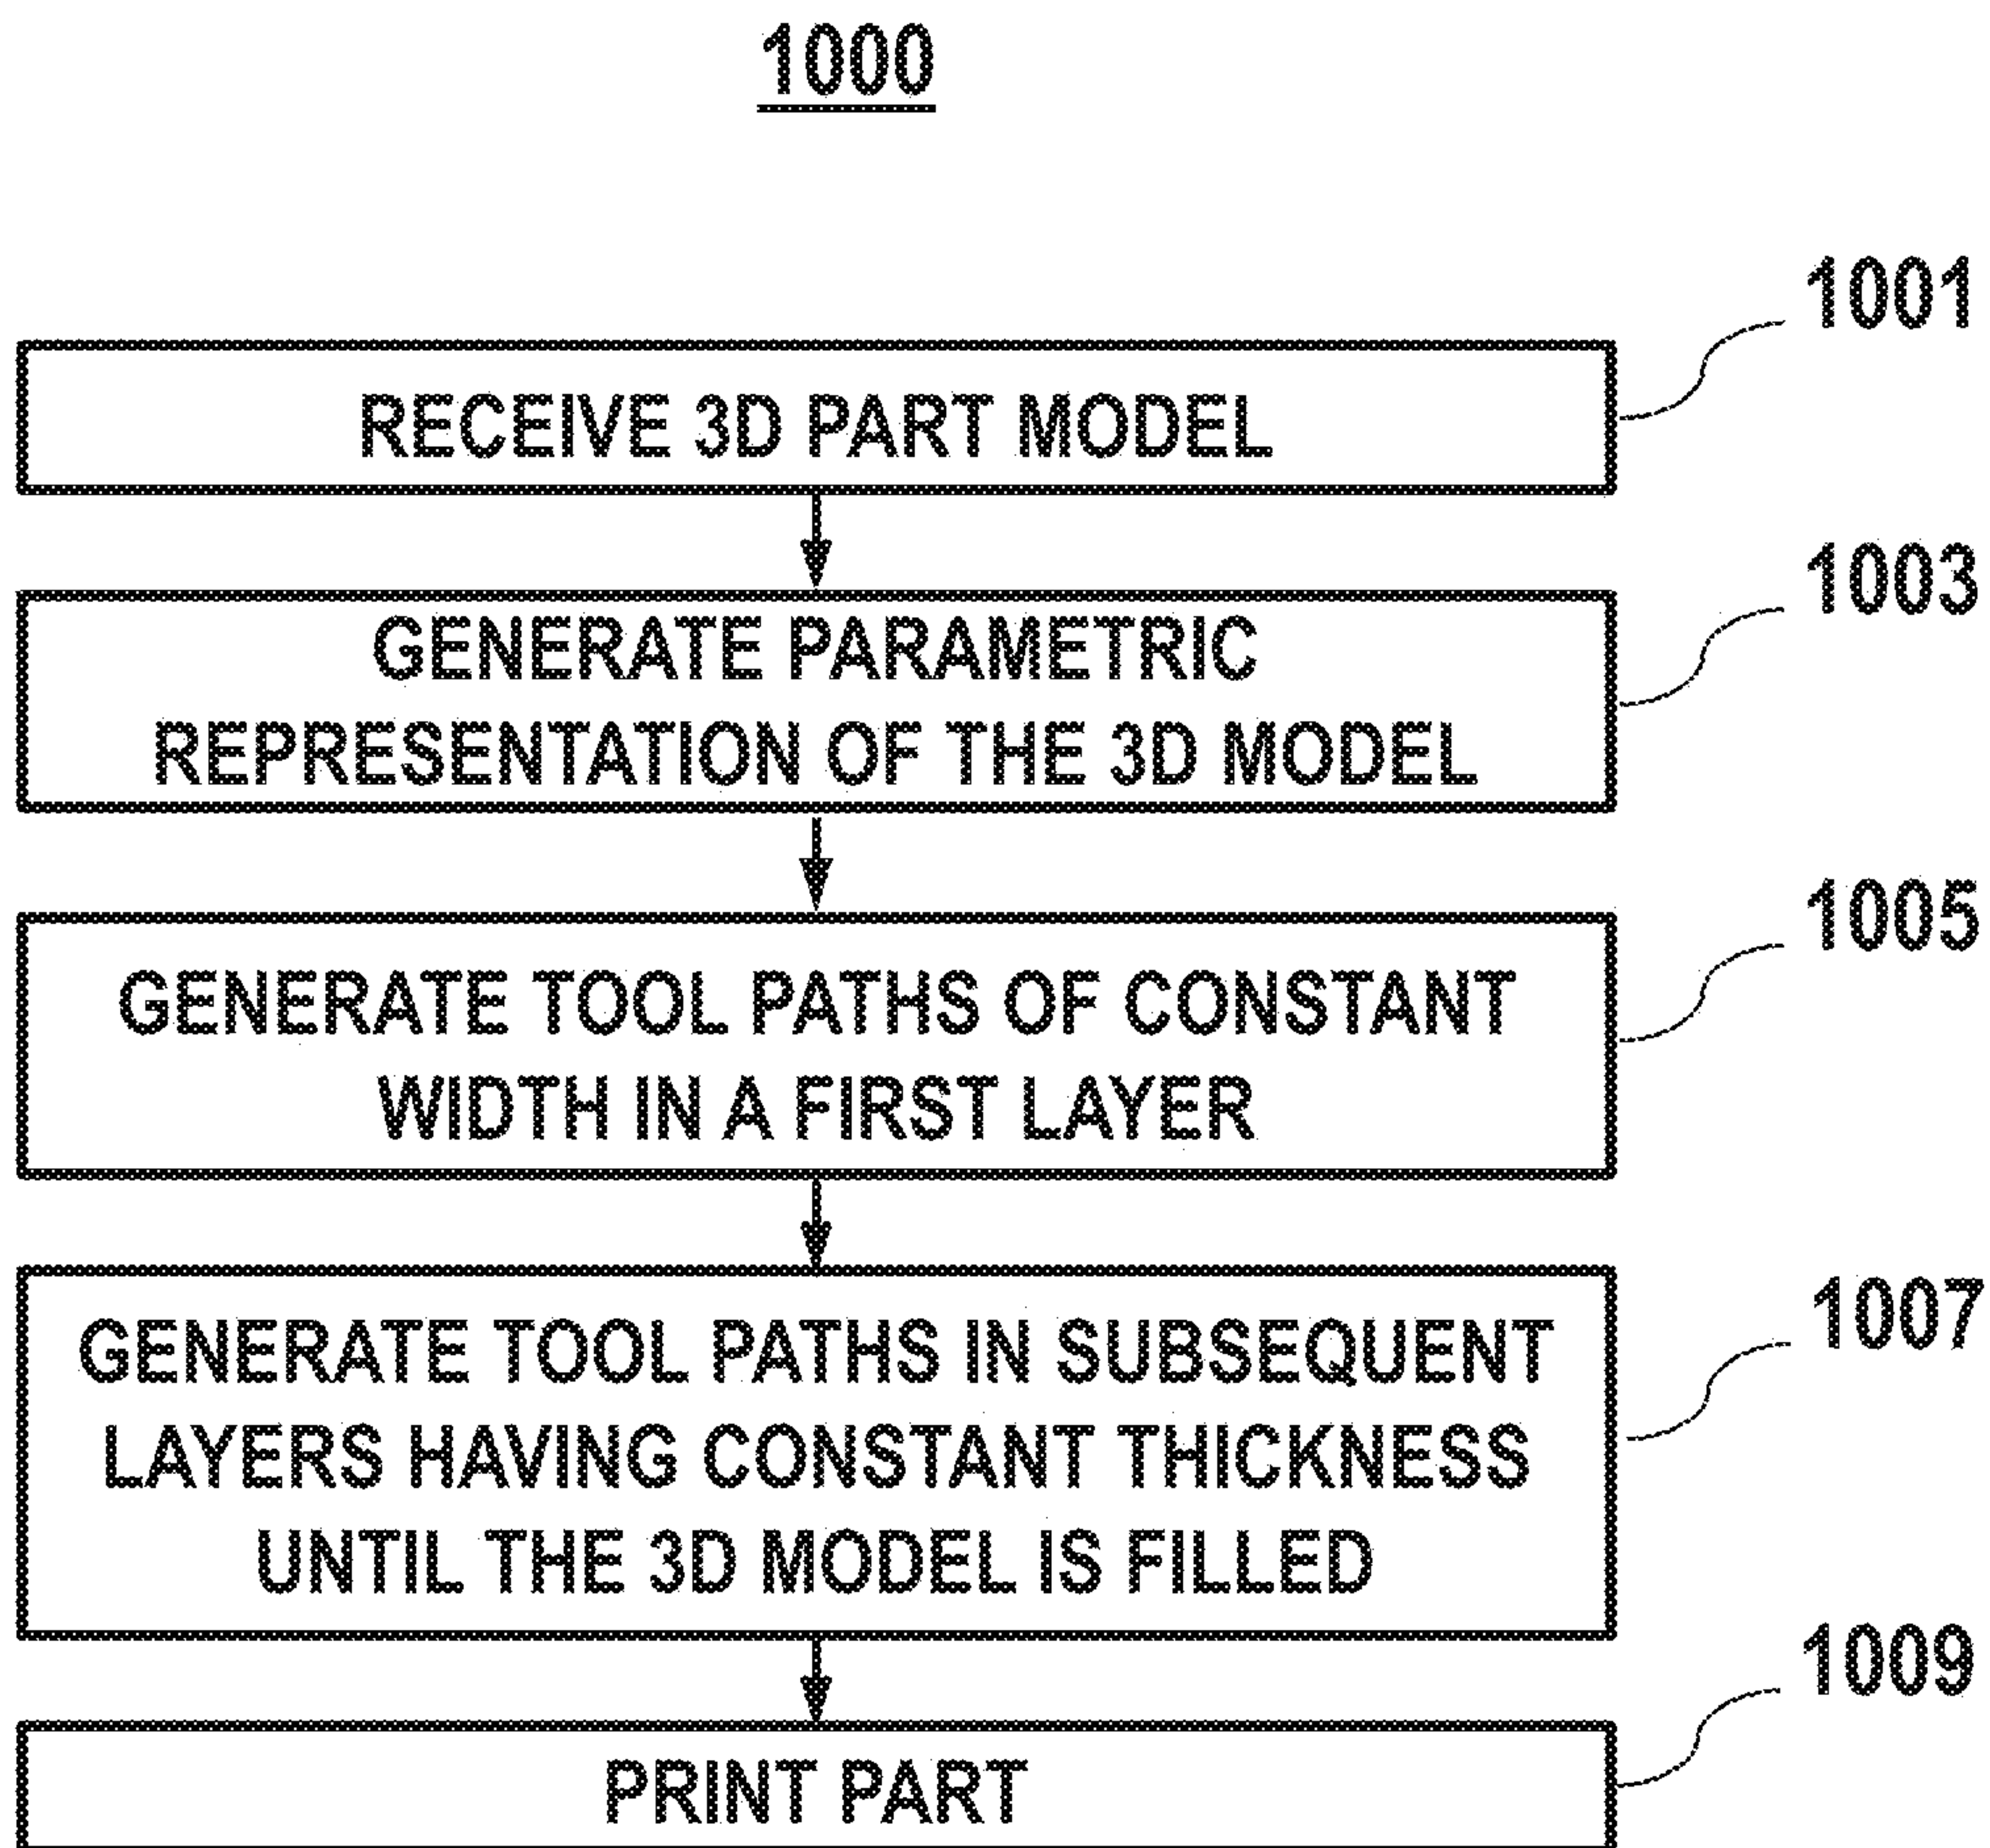 1000
1001
RECEIVE 3D PART MODEL
1003
GENERATE PARAMETRIC
REPRESENTATION OF THE 3D MODEL
1005
GENERATE TOOL PATHS OF CONSTANT
WIDTH IN A FIRST LAYER
1007
GENERATE TOOL PATHS IN SUBSEQUENT
LAYERS HAVING CONSTANT THICKNESS
UNTIL THE 3D MODEL IS FILLED
1009
PRINT PART